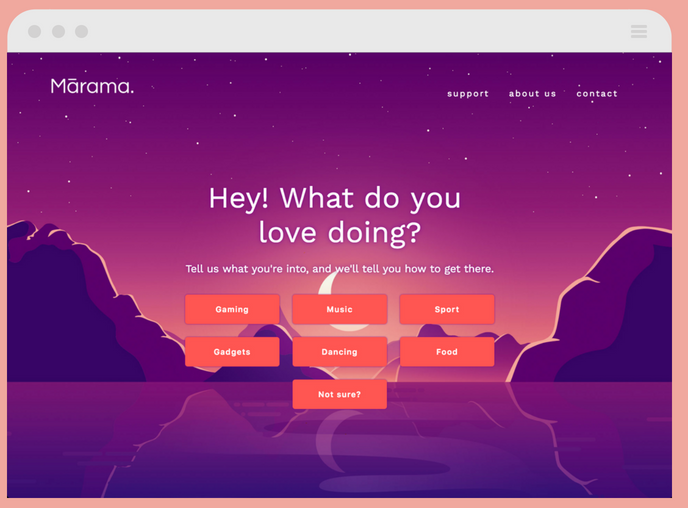 Mārama.
support about us contact
Hey! What do you
love doing?
Tell us what you're into, and we'll tell you how to get there.
Gaming Music Sport
Gadgets Dancing Food
Not sure?